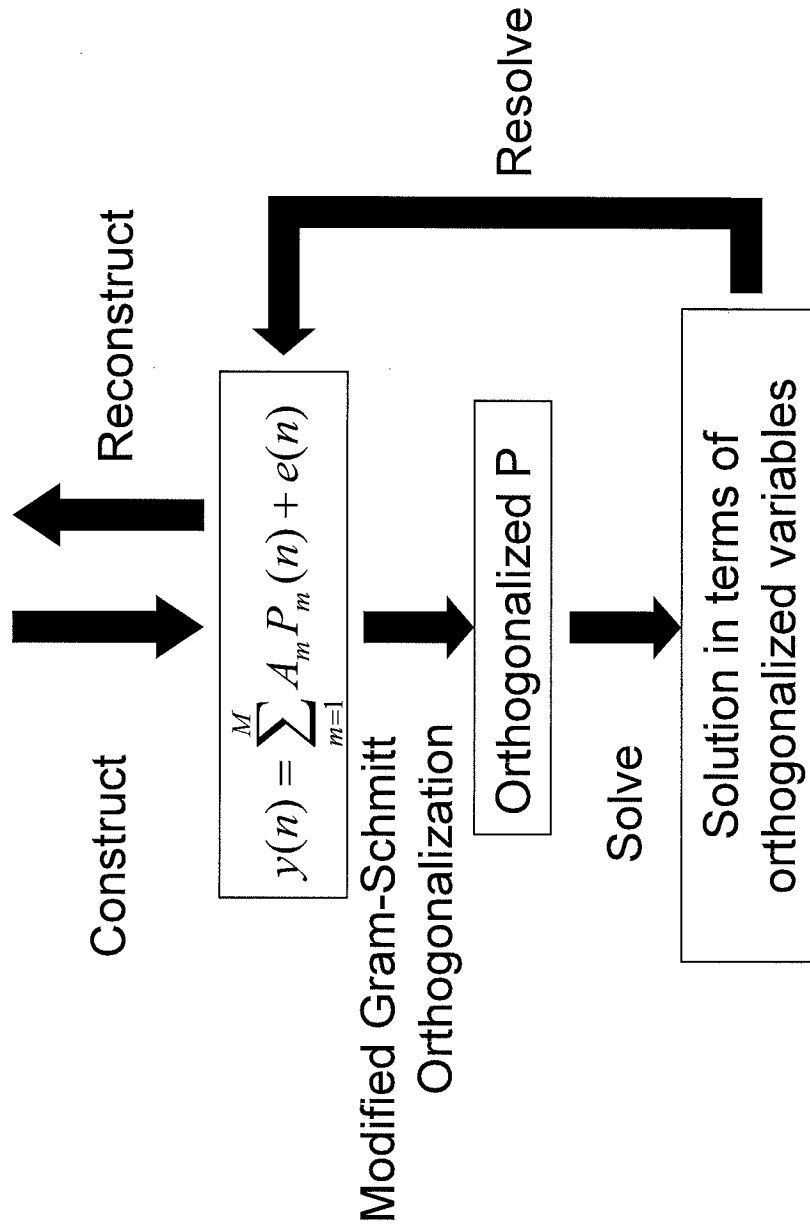 Construct
Reconstruct
y(n) = \sum_{m=1}^{M} A_m P_m(n) + e(n)
Resolve
Modified Gram-Schmitt
Orthogonalization
Orthogonalized P
Solve
Solution in terms of
orthogonalized variables